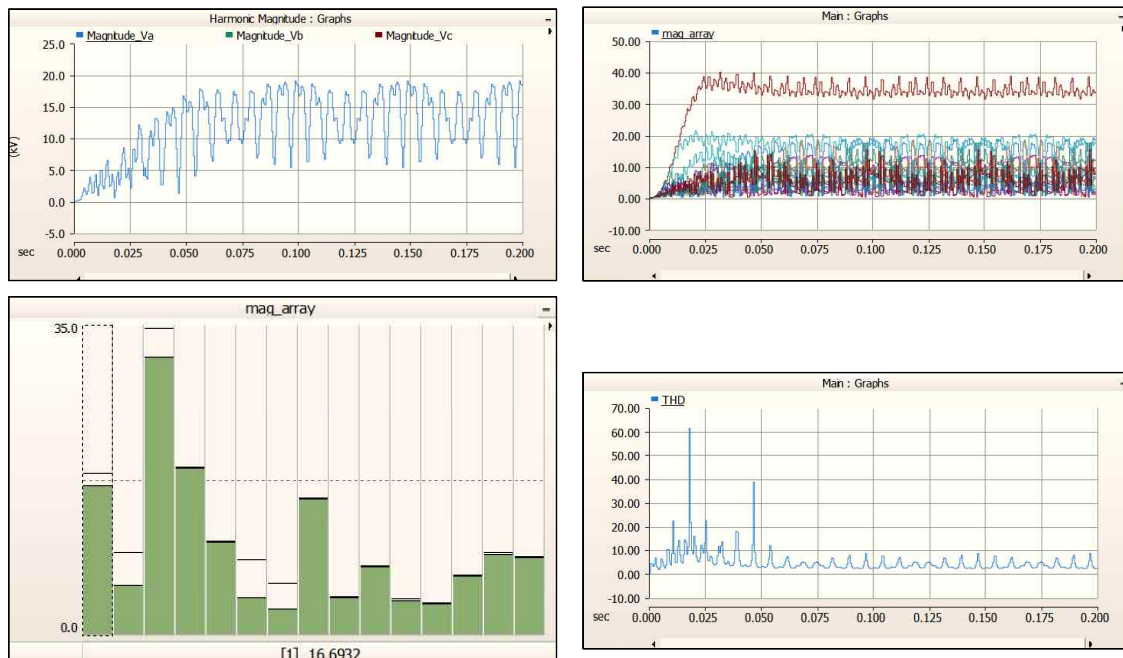 Harmonic Magnitude : Graphs
Magnitude_Va Magnitude_Vb Magnitude_Vc
25.0
20.0
15.0
10.0
5.0
0.0
-5.0
(kV)
sec 0.000 0.025 0.050 0.075 0.100 0.125 0.150 0.175 0.200
Main : Graphs
mag_array
50.00
40.00
30.00
20.00
10.00
0.00
-10.00
sec 0.000 0.025 0.050 0.075 0.100 0.125 0.150 0.175 0.200
mag_array
35.0
0.0
[1] 16.6932
Main : Graphs
THD
70.00
60.00
50.00
40.00
30.00
20.00
10.00
0.00
-10.00
sec 0.000 0.025 0.050 0.075 0.100 0.125 0.150 0.175 0.200